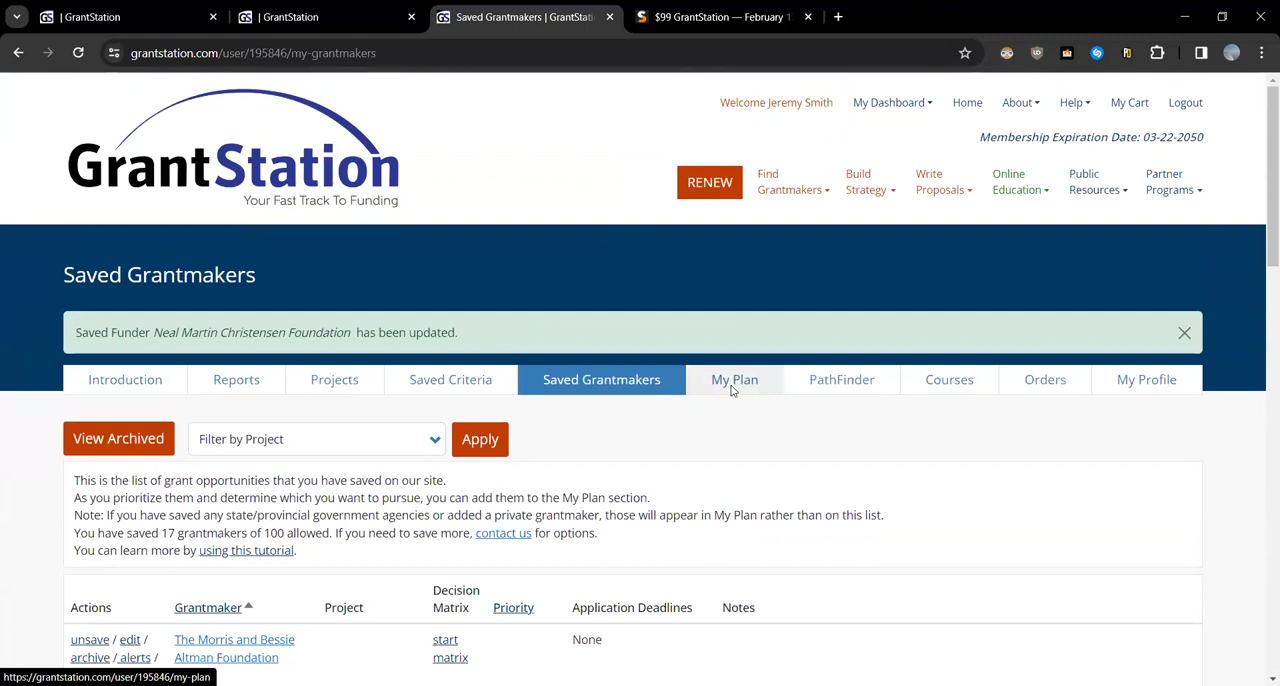 | GrantStation
| GrantStation
Saved Grantmakers | GrantStatio
$99 GrantStation — February 1
grantstation.com/user/195846/my-grantmakers
Welcome Jeremy Smith
My Dashboard
Home
About
Help
My Cart
Logout
Membership Expiration Date: 03-22-2050
GrantStation
Your Fast Track To Funding
RENEW
Find Grantmakers
Build Strategy
Write Proposals
Online Education
Public Resources
Partner Programs
Saved Grantmakers
Saved Funder Neal Martin Christensen Foundation has been updated.
Introduction
Reports
Projects
Saved Criteria
Saved Grantmakers
My Plan
PathFinder
Courses
Orders
My Profile
View Archived
Filter by Project
Apply
This is the list of grant opportunities that you have saved on our site.
As you prioritize them and determine which you want to pursue, you can add them to the My Plan section.
Note: If you have saved any state/provincial government agencies or added a private grantmaker, those will appear in My Plan rather than on this list.
You have saved 17 grantmakers of 100 allowed. If you need to save more, contact us for options.
You can learn more by using this tutorial.
Actions
Grantmaker
Project
Decision Matrix
Priority
Application Deadlines
Notes
unsave / edit /
archive / alerts /
The Morris and Bessie
Altman Foundation
start
matrix
None
https://grantstation.com/user/195846/my-plan